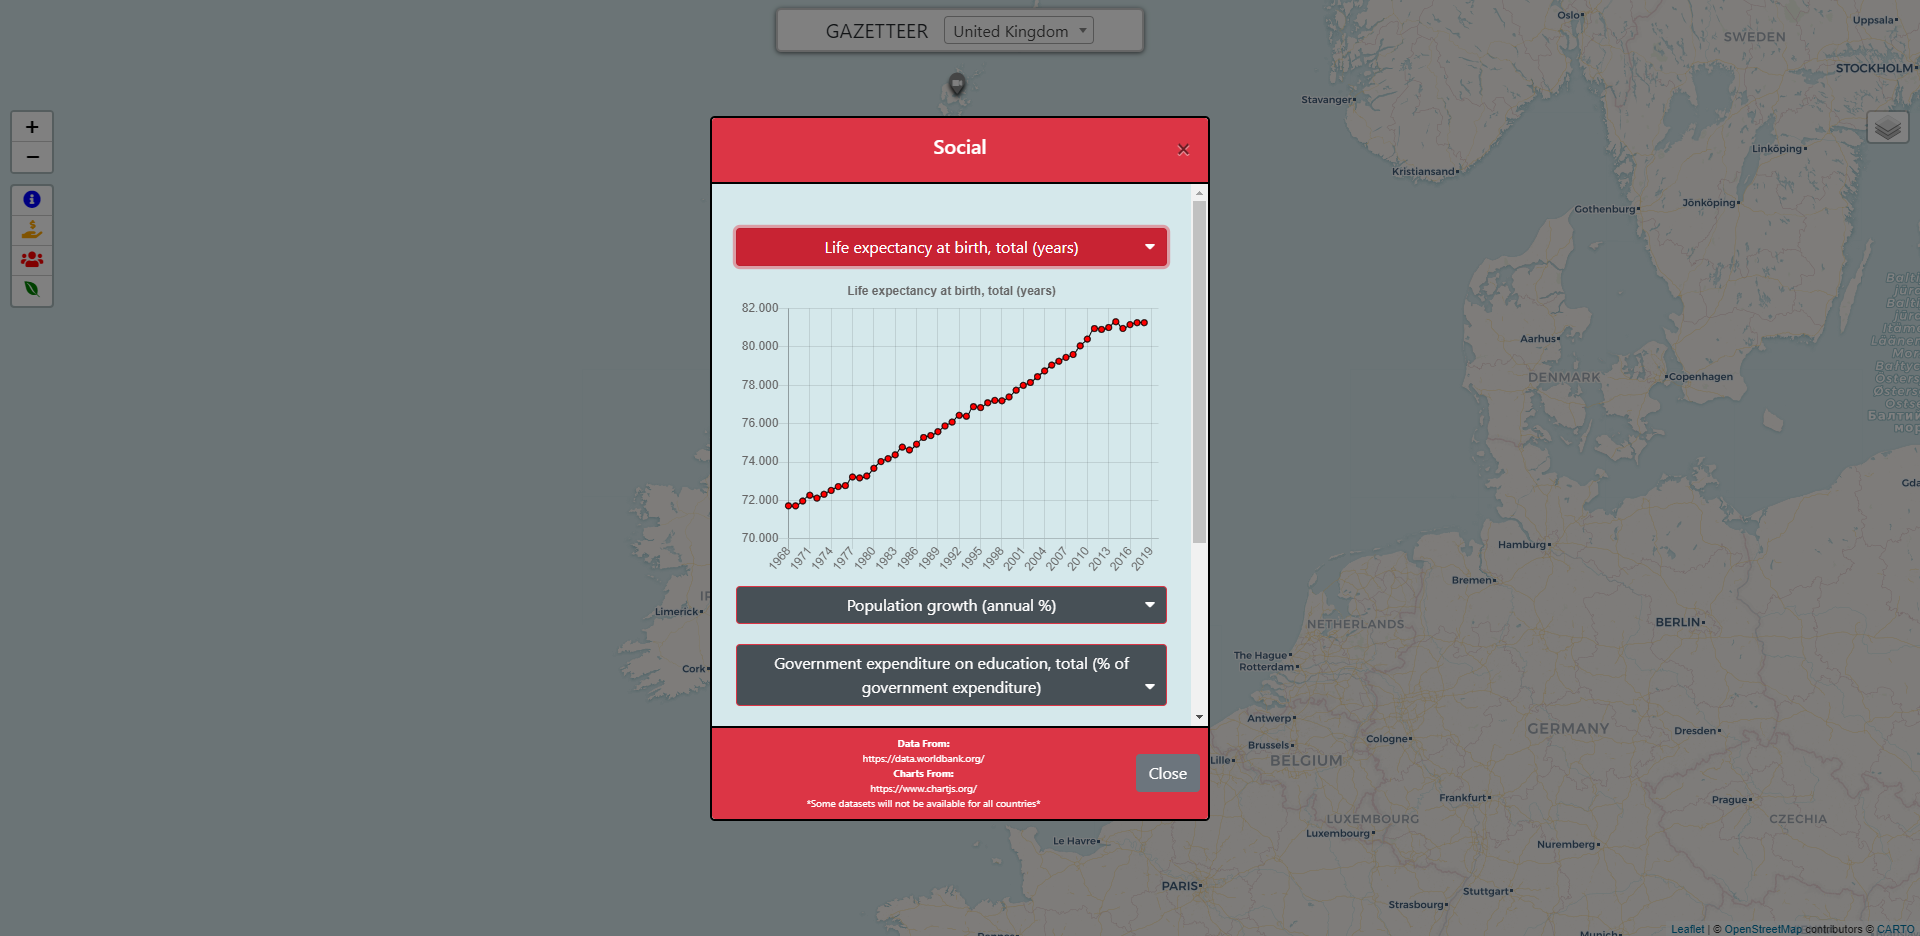 GAZETTEER
United Kingdom
Oslo
Uppsala
SWEDEN
STOCKHOLM
Stavanger
+
−
Social
×
Linköping
Kristiansand
Jönköping
Gothenburg
Life expectancy at birth, total (years)
Life expectancy at birth, total (years)
82.000
80.000
78.000
76.000
74.000
72.000
70.000
1968
1971
1974
1977
1980
1983
1986
1989
1992
1995
1998
2001
2004
2007
2010
2013
2016
2019
Aarhus
DENMARK
Copenhagen
Hamburg
Bremen
Population growth (annual %)
Limerick
NETHERLANDS
BERLIN
Government expenditure on education, total (% of
government expenditure)
The Hague
Rotterdam
Cork
Antwerp
GERMANY
Dresden
Brussels
Cologne
Lille
BELGIUM
Data From:
https://data.worldbank.org/
Charts From:
https://www.chartjs.org/
*Some datasets will not be available for all countries*
Close
Frankfurt
Prague
LUXEMBOURG
Luxembourg
CZECHIA
Le Havre
Nuremberg
PARIS
Stuttgart
Strasbourg
Leaflet | © OpenStreetMap contributors © CARTO